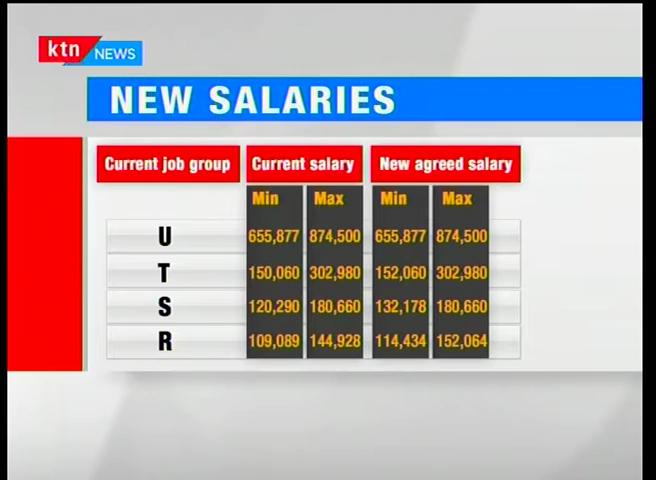 ktn NEWS
NEW SALARIES
Current job group Current salary New agreed salary
Min Max Min Max
U 655,877 874,500 655,877 874,500
T 150,060 302,980 152,060 302,980
S 120,290 180,660 132,178 180,660
R 109,089 144,928 114,434 152,064